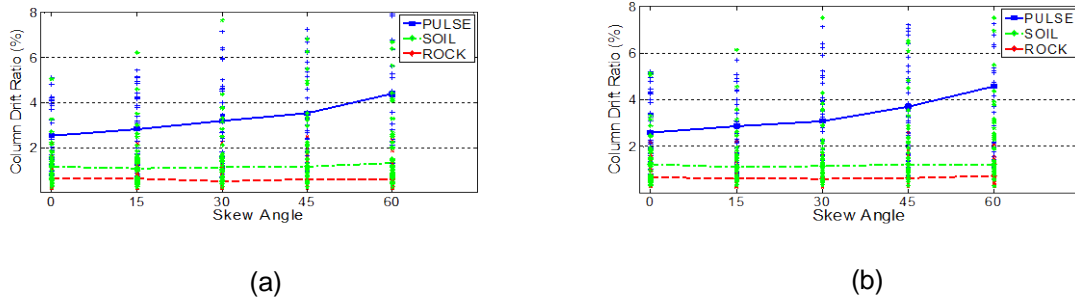 8
6
4
2
0
15
30
45
60
Column Drift Ratio (%)
Skew Angle
PULSE
SOIL
ROCK
(a)
8
6
4
2
0
15
30
45
60
Column Drift Ratio (%)
Skew Angle
PULSE
SOIL
ROCK
(b)